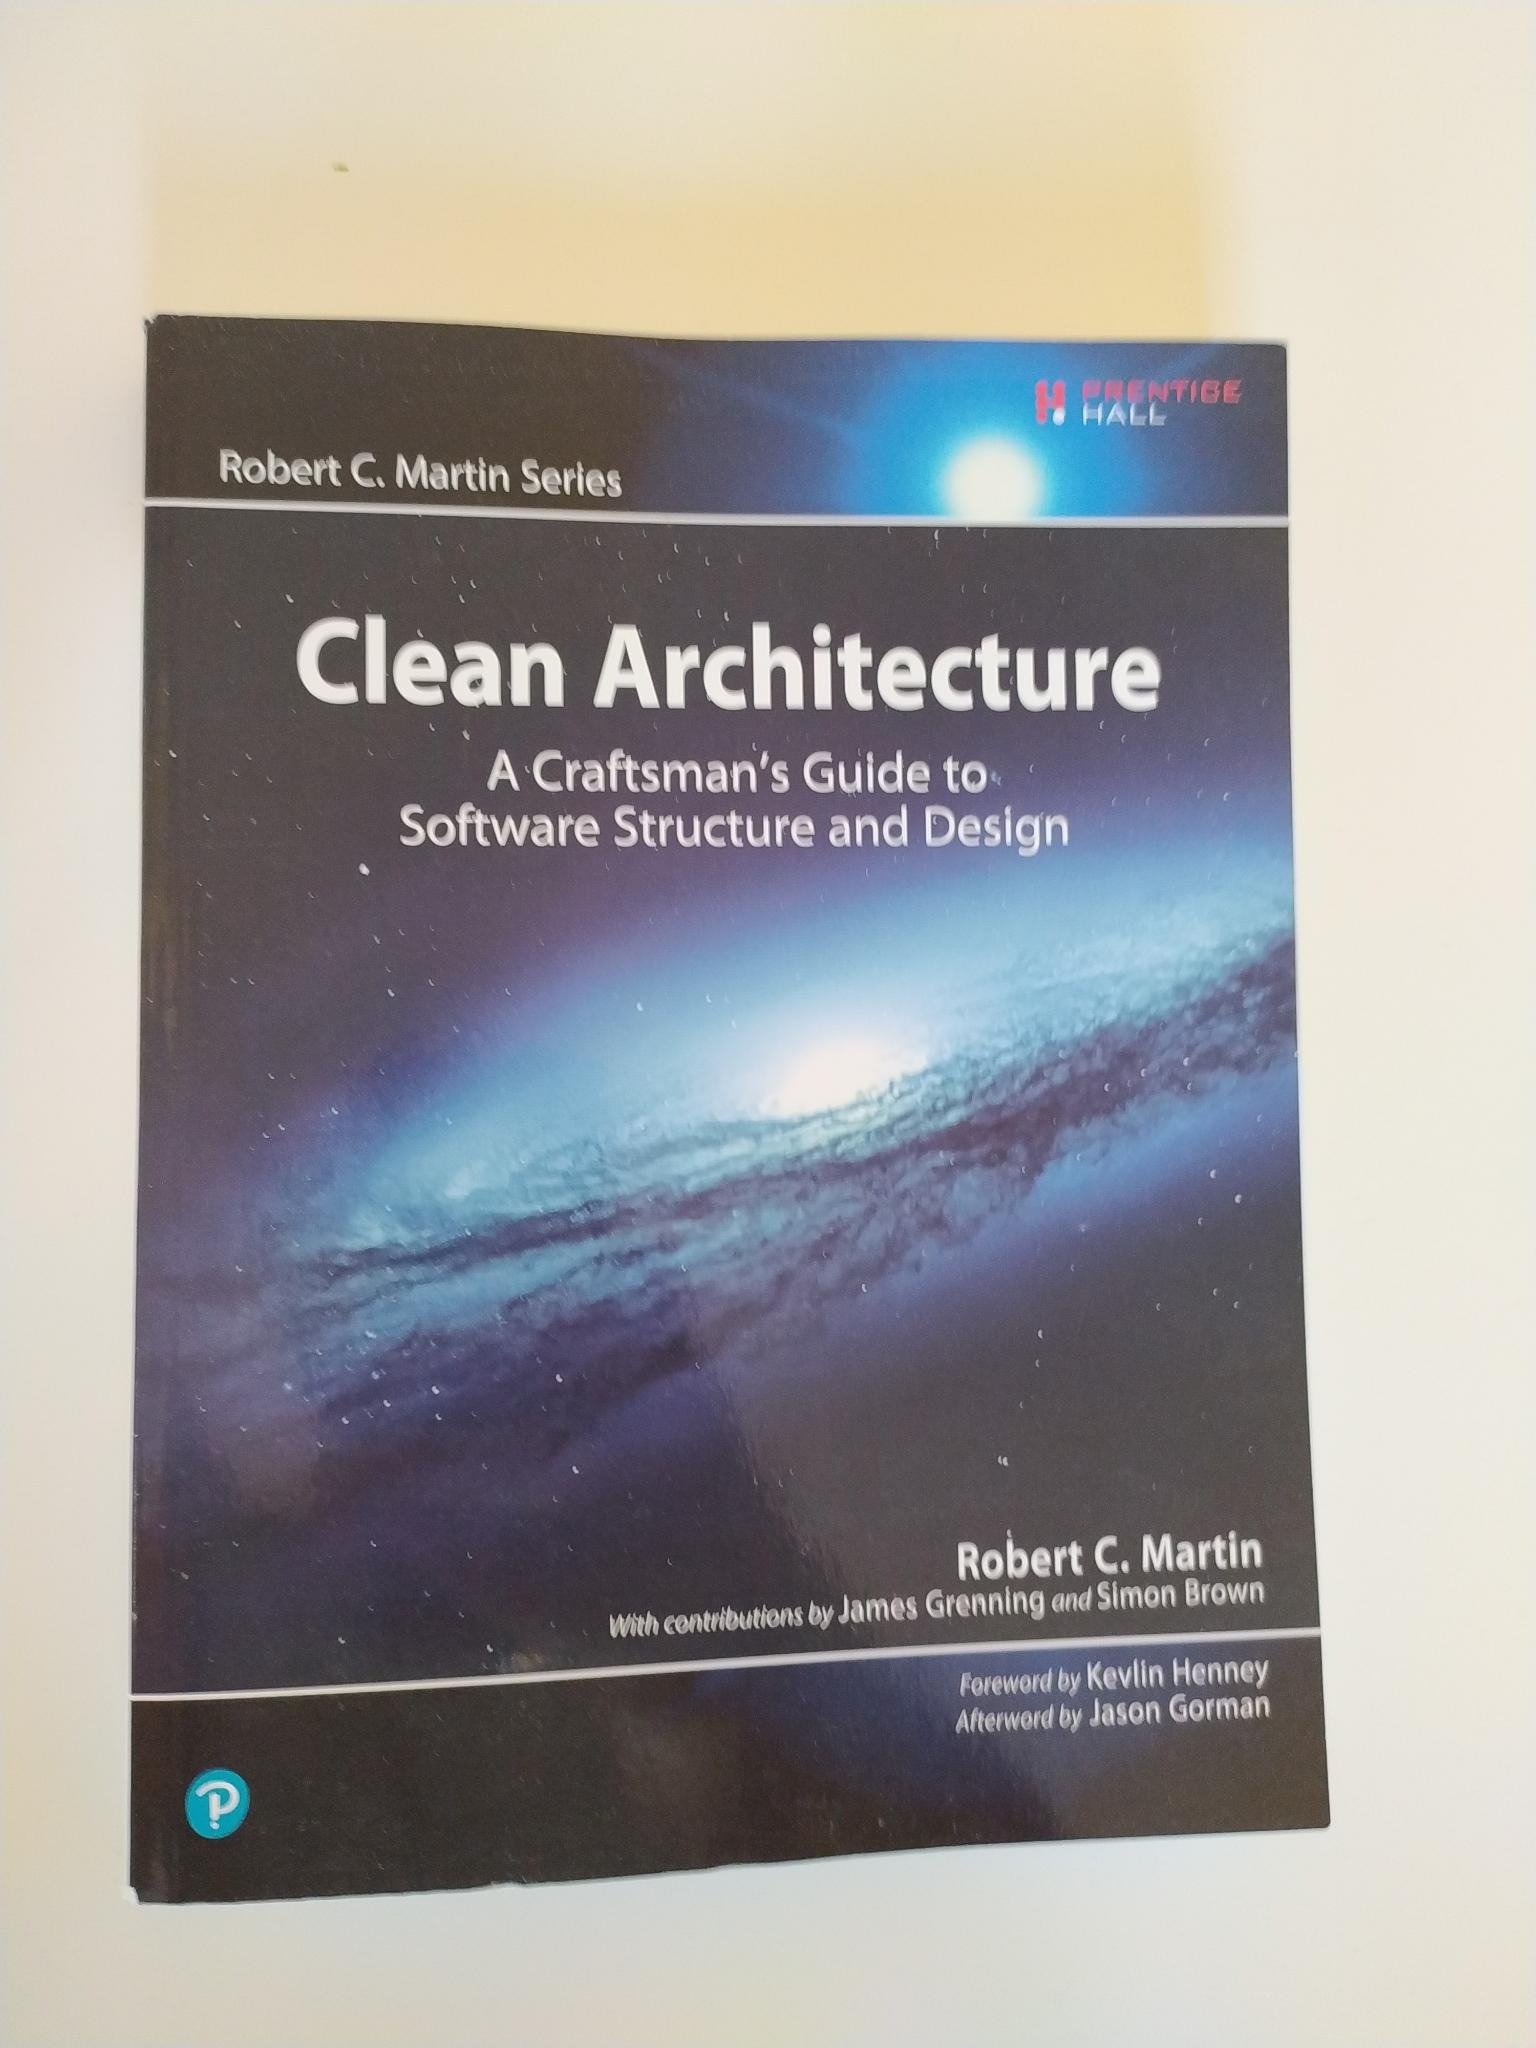 PRENTICE
HALL
Robert C. Martin Series
Clean Architecture
A Craftsman's Guide to
Software Structure and Design
Robert C. Martin
With contributions by James Grenning and Simon Brown
Foreword by Kevlin Henney
Afterword by Jason Gorman
P